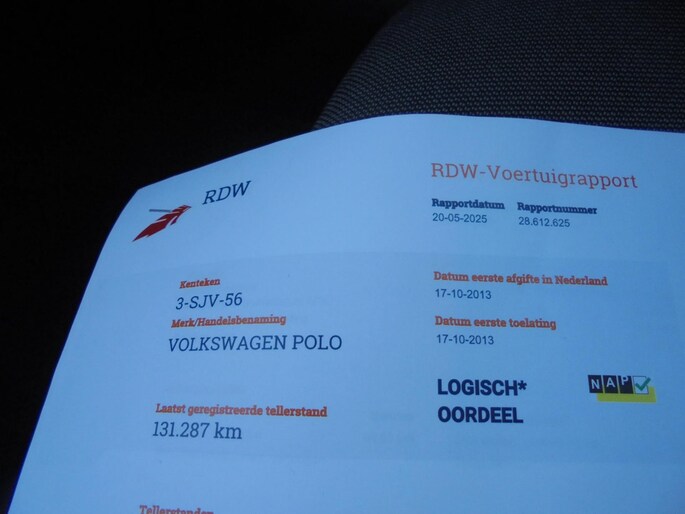 RDW
RDW-Voertuigrapport
Rapportdatum Rapportnummer
20-05-2025 28.612.625
Kenteken
3-SJV-56
Merk/Handelsbenaming
VOLKSWAGEN POLO
Laatst geregistreerde tellerstand
131.287 km
Datum eerste afgifte in Nederland
17-10-2013
Datum eerste toelating
17-10-2013
LOGISCH*
OORDEEL
NAP
Tellerstanden